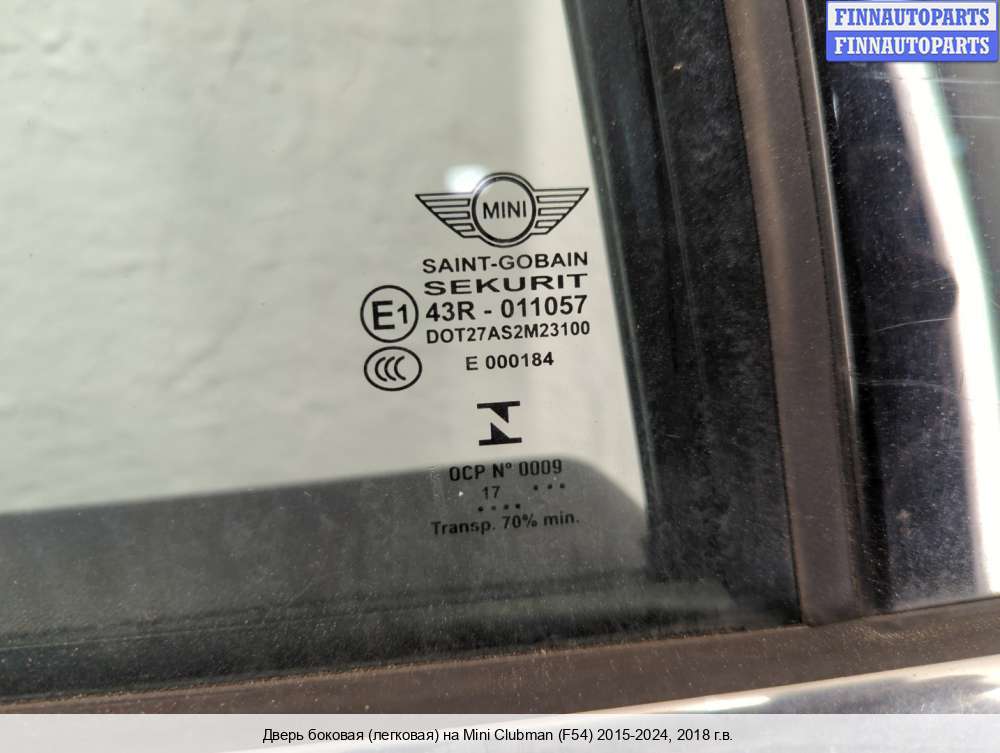 FINNAUTOPARTS
FINNAUTOPARTS
MINI
SAINT-GOBAIN
SEKURIT
E1
43R - 011057
DOT27AS2M23100
CCC
E 000184
OCP N° 0009
17 ...
....
Transp. 70% min.
Дверь боковая (легковая) на Mini Clubman (F54) 2015-2024, 2018 г.в.